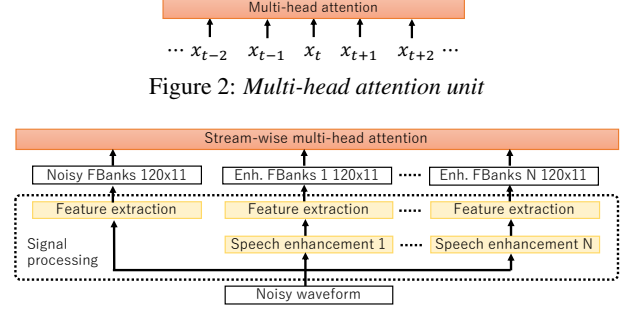 Multi-head attention
··· x_{t−2} x_{t−1} x_t x_{t+1} x_{t+2} ···
Figure 2: Multi-head attention unit
Stream-wise multi-head attention
Noisy FBanks 120x11 Enh. FBanks 1 120x11 ····· Enh. FBanks N 120x11
Feature extraction Feature extraction ····· Feature extraction
Signal
processing
Speech enhancement 1 ····· Speech enhancement N
Noisy waveform